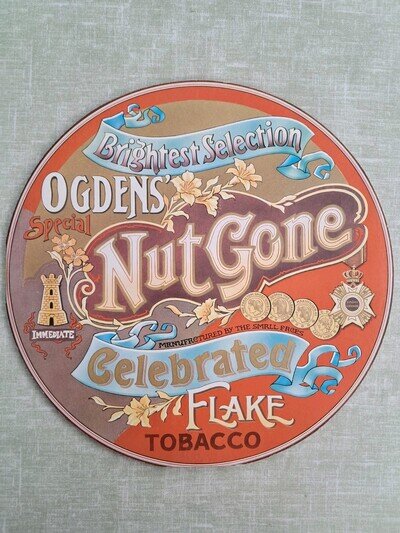 Brightest Selection
OGDENS'
Special
Nut Gone
IMMEDIATE
MANUFACTURED BY THE SMALL FACES
Celebrated
FLAKE
TOBACCO